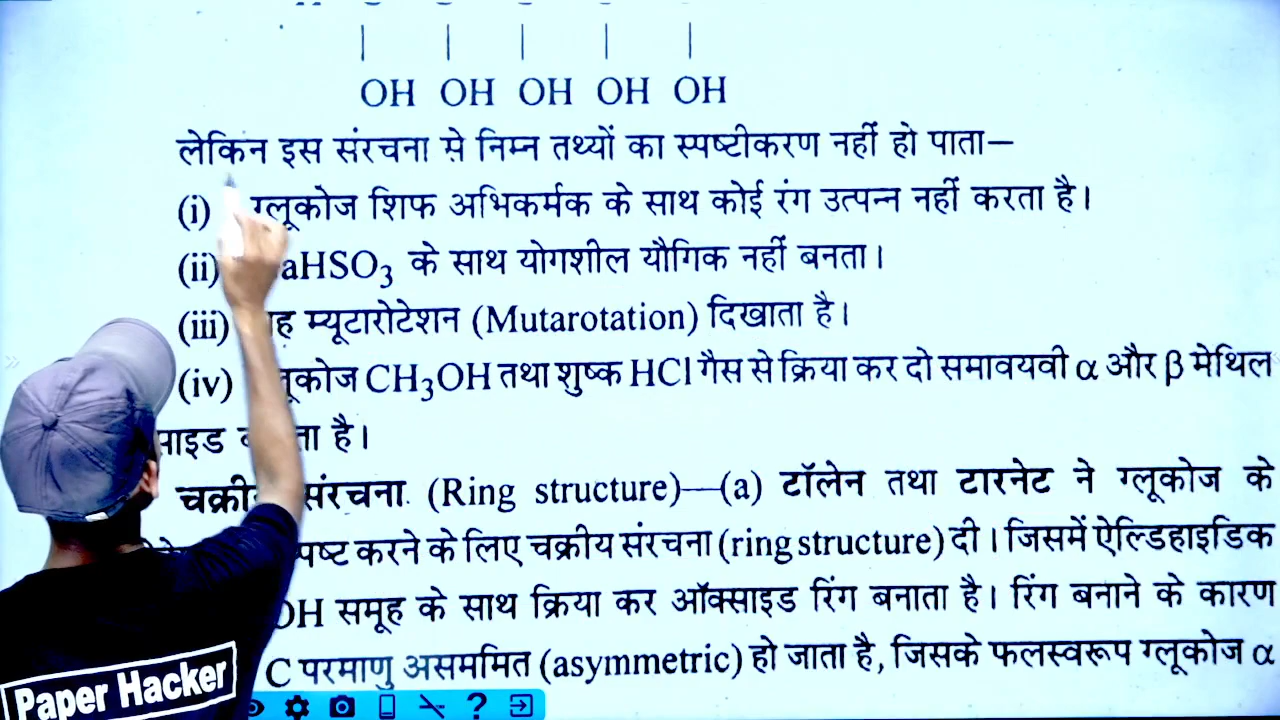 OH OH OH OH OH
लेकिन इस संरचना से निम्न तथ्यों का स्पष्टीकरण नहीं हो पाता—
(i) ग्लूकोज शिफ अभिकर्मक के साथ कोई रंग उत्पन्न नहीं करता है।
(ii) aHSO₃ के साथ योगशील यौगिक नहीं बनता।
(iii) म्यूटारोटेशन (Mutarotation) दिखाता है।
(iv) CH₃OH तथा शुष्क HCl गैस से क्रिया कर दो समावयवी α और β मेथिल
है।
संरचना. (Ring structure)—(a) टॉलेन तथा टारनेट ने ग्लूकोज के
करने के लिए चक्रीय संरचना (ring structure) दी। जिसमें ऐल्डिहाइडिक
OH समूह के साथ क्रिया कर ऑक्साइड रिंग बनाता है। रिंग बनाने के कारण
C परमाणु असममित (asymmetric) हो जाता है, जिसके फलस्वरूप ग्लूकोज α
Paper Hacker